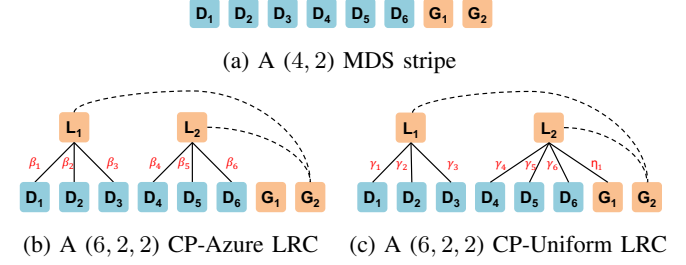 D₁ D₂ D₃ D₄ D₅ D₆ G₁ G₂
(a) A (4, 2) MDS stripe
L₁ L₂ L₁ L₂
β₁ β₂ β₃ β₄ β₅ β₆ γ₁ γ₂ γ₃ γ₄ γ₅ γ₆ η₁
D₁ D₂ D₃ D₄ D₅ D₆ G₁ G₂ D₁ D₂ D₃ D₄ D₅ D₆ G₁ G₂
(b) A (6, 2, 2) CP-Azure LRC (c) A (6, 2, 2) CP-Uniform LRC